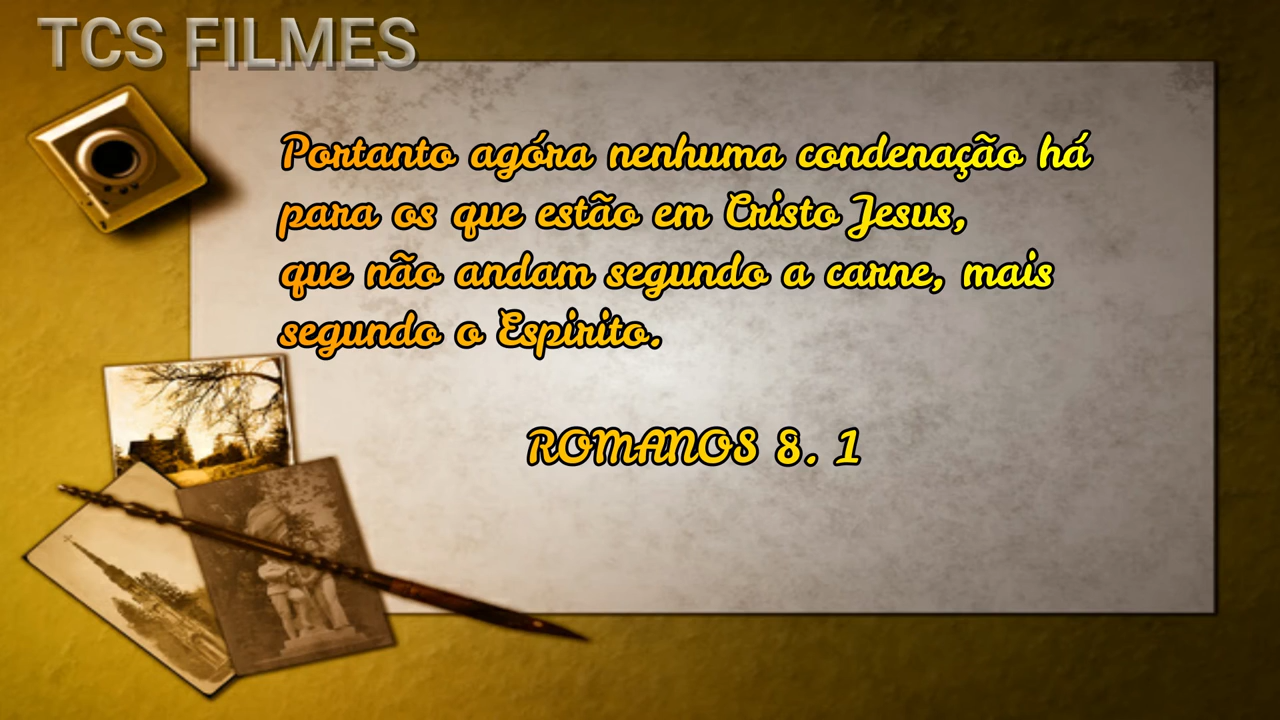 TCS FILMES
Portanto agóra nenhuma condenação há
para os que estão em Cristo Jesus,
que não andam segundo a carne, mais
segundo o Espirito.
ROMANOS 8. 1